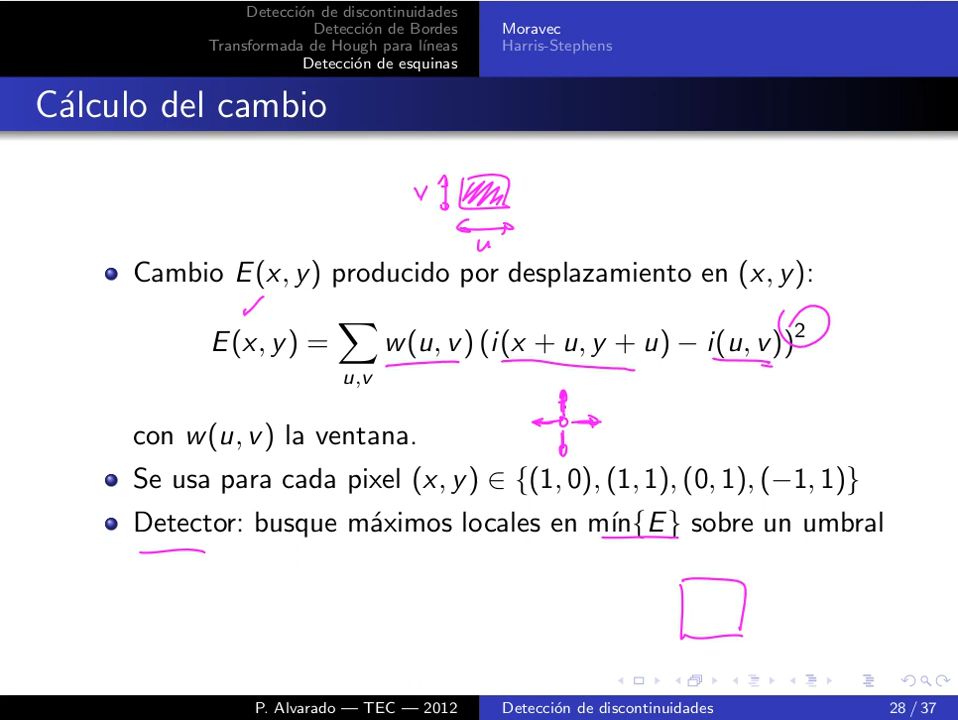 Detección de discontinuidades
Detección de Bordes
Transformada de Hough para líneas
Detección de esquinas
Moravec
Harris-Stephens
Cálculo del cambio
v
u
Cambio E(x, y) producido por desplazamiento en (x, y):
E(x, y) = ∑ w(u, v) (i(x + u, y + u) − i(u, v))²
u,v
con w(u, v) la ventana.
Se usa para cada pixel (x, y) ∈ {(1, 0), (1, 1), (0, 1), (−1, 1)}
Detector: busque máximos locales en mín{E} sobre un umbral
P. Alvarado — TEC — 2012
Detección de discontinuidades
28 / 37